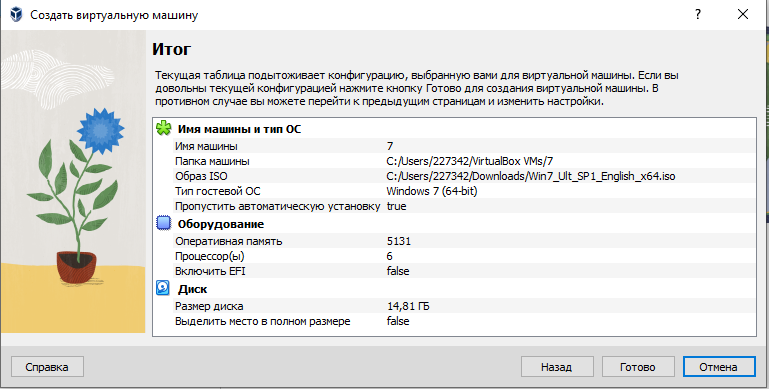 Создать виртуальную машину
?
Итог
Текущая таблица подытоживает конфигурацию, выбранную вами для виртуальной машины. Если вы
довольны текущей конфигурацией нажмите кнопку Готово для создания виртуальной машины. В
противном случае вы можете перейти к предыдущим страницам и изменить настройки.
Имя машины и тип ОС
Имя машины 7
Папка машины C:/Users/227342/VirtualBox VMs/7
Образ ISO C:/Users/227342/Downloads/Win7_Ult_SP1_English_x64.iso
Тип гостевой ОС Windows 7 (64-bit)
Пропустить автоматическую установку true
Оборудование
Оперативная память 5131
Процессор(ы) 6
Включить EFI false
Диск
Размер диска 14,81 ГБ
Выделить место в полном размере false
Справка Назад Готово Отмена